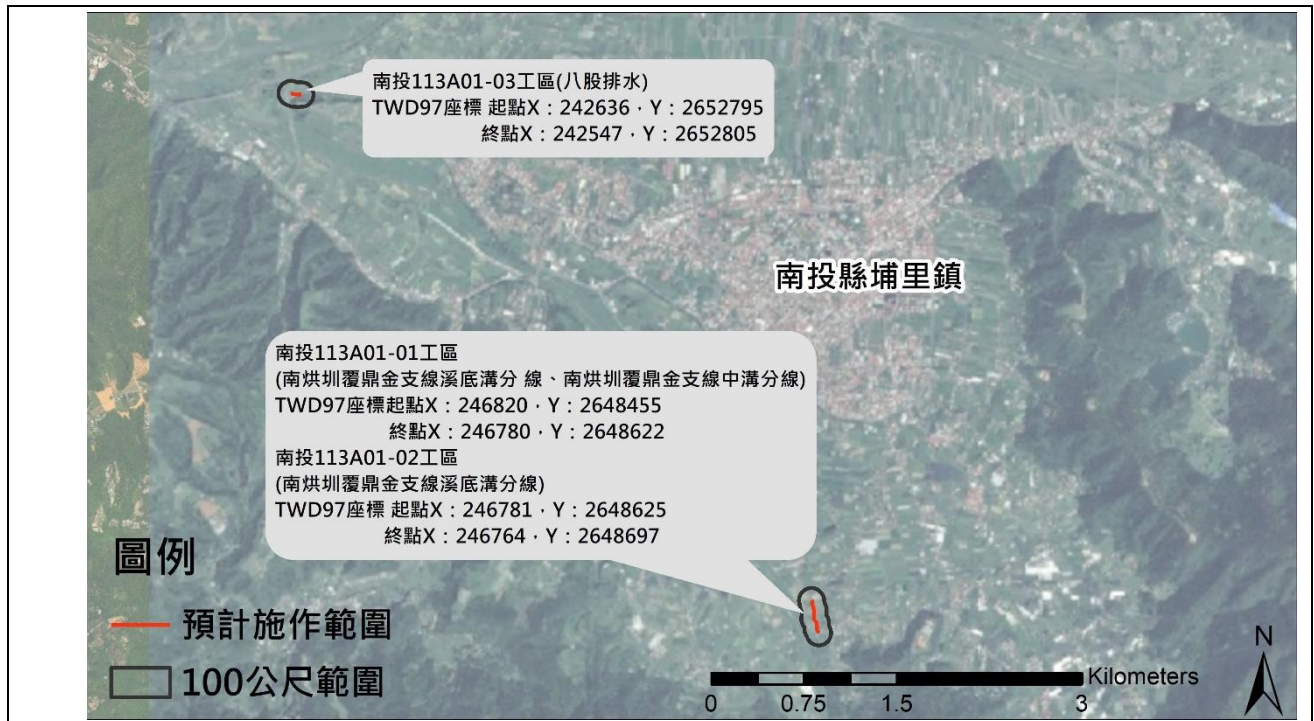 南投113A01-03工區(八股排水)
TWD97座標 起點X：242636，Y：2652795
終點X：242547，Y：2652805
南投縣埔里鎮
南投113A01-01工區
(南烘圳覆鼎金支線溪底溝分 線、南烘圳覆鼎金支線中溝分線)
TWD97座標起點X：246820，Y：2648455
終點X：246780，Y：2648622
南投113A01-02工區
(南烘圳覆鼎金支線溪底溝分線)
TWD97座標 起點X：246781，Y：2648625
終點X：246764，Y：2648697
圖例
預計施作範圍
100公尺範圍
N
Kilometers
0 0.75 1.5 3